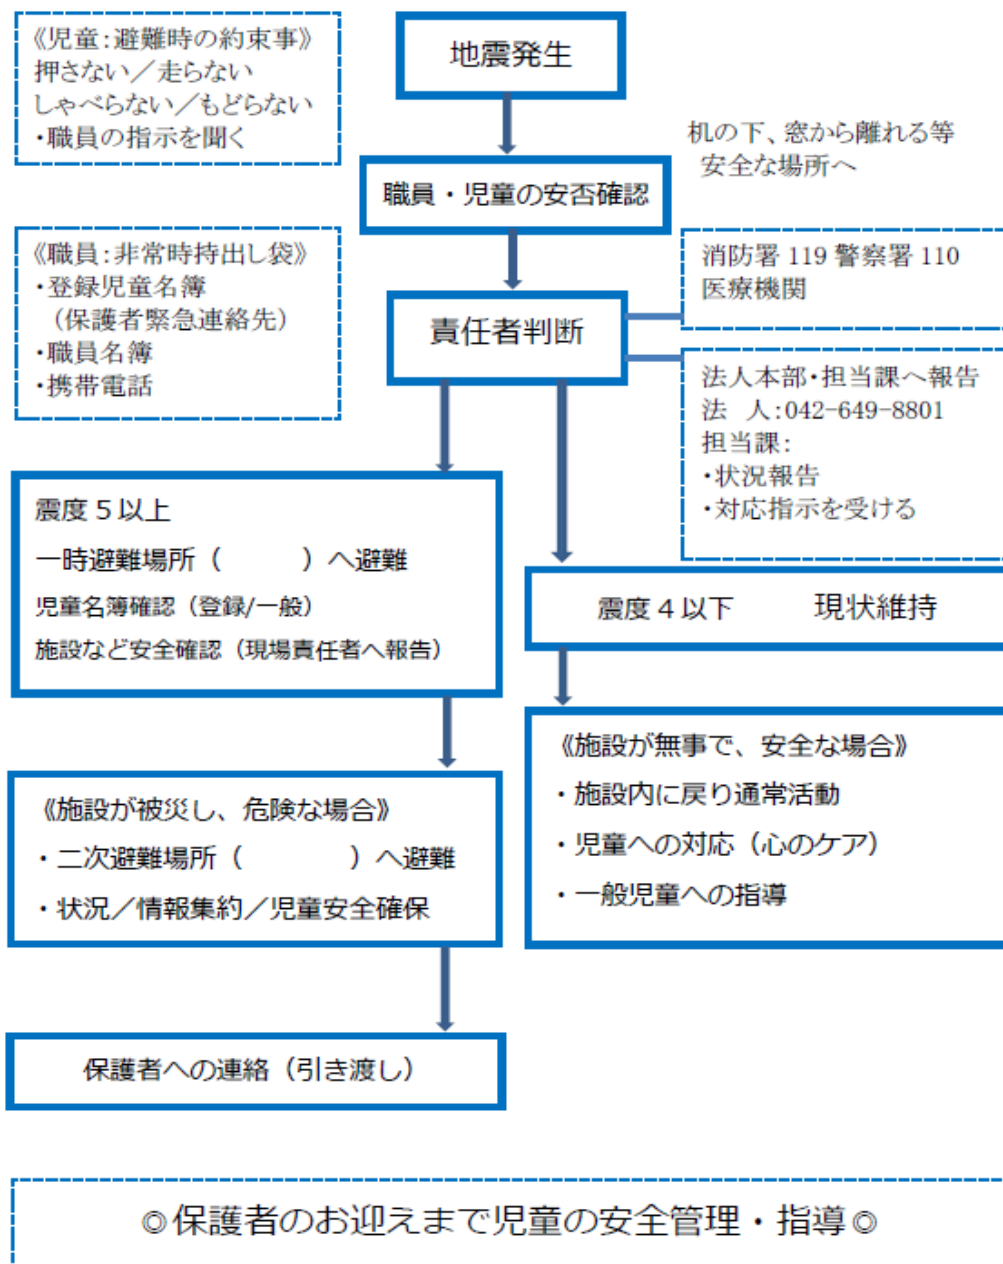 《児童：避難時の約束事》
押さない／走らない
しゃべらない／もどらない
・職員の指示を聞く
地震発生
机の下、窓から離れる等
安全な場所へ
職員・児童の安否確認
《職員：非常時持出し袋》
・登録児童名簿
（保護者緊急連絡先）
・職員名簿
・携帯電話
消防署 119 警察署 110
医療機関
責任者判断
法人本部・担当課へ報告
法　人：042-649-8801
担当課：
・状況報告
・対応指示を受ける
震度５以上
一時避難場所（　　　）へ避難
児童名簿確認（登録/一般）
施設など安全確認（現場責任者へ報告）
震度４以下　　現状維持
《施設が被災し、危険な場合》
・二次避難場所（　　　　）へ避難
・状況／情報集約／児童安全確保
《施設が無事で、安全な場合》
・施設内に戻り通常活動
・児童への対応（心のケア）
・一般児童への指導
保護者への連絡（引き渡し）
◎保護者のお迎えまで児童の安全管理・指導◎